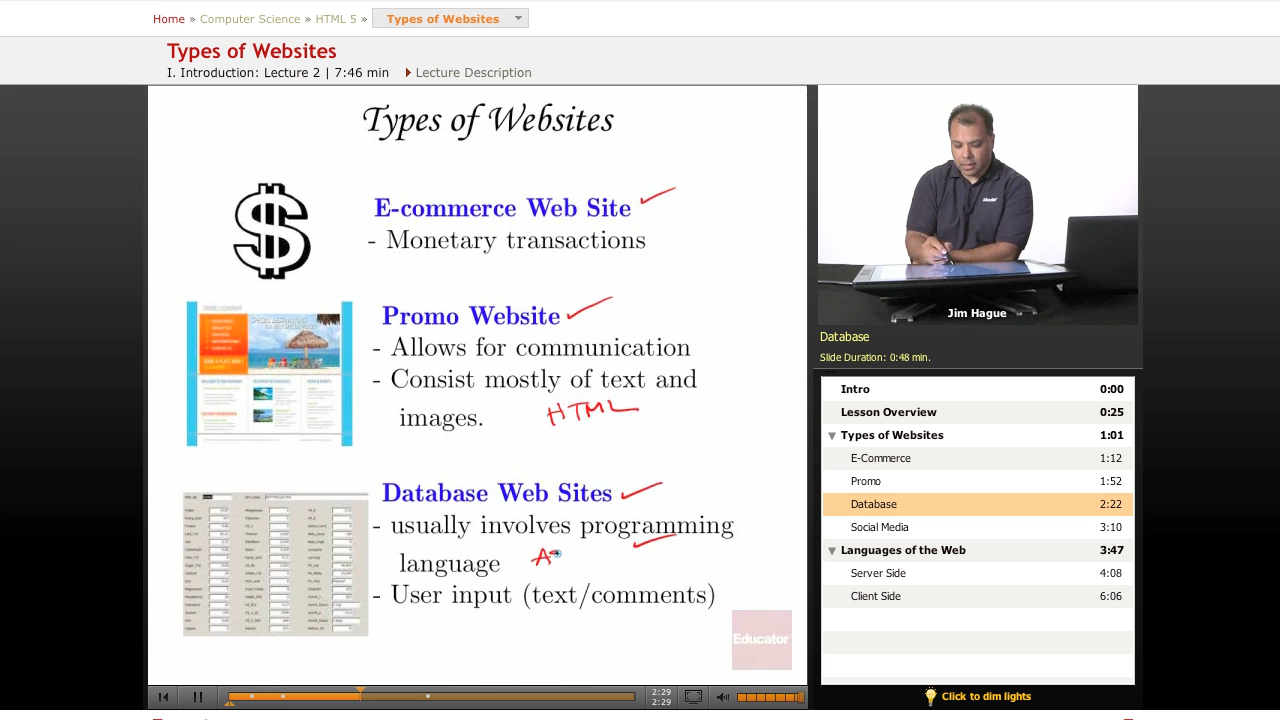 Home » Computer Science » HTML 5 » Types of Websites
Types of Websites
I. Introduction: Lecture 2 | 7:46 min Lecture Description
Types of Websites
$
E-commerce Web Site
- Monetary transactions
Promo Website
- Allows for communication
- Consist mostly of text and
images. HTML
Database Web Sites
- usually involves programming
language A
- User input (text/comments)
Educator
Jim Hague
Database
Slide Duration: 0:48 min.
Intro 0:00
Lesson Overview 0:25
Types of Websites 1:01
E-Commerce 1:12
Promo 1:52
Database 2:22
Social Media 3:10
Languages of the Web 3:47
Server Side 4:08
Client Side 6:06
2:29
2:29
Click to dim lights